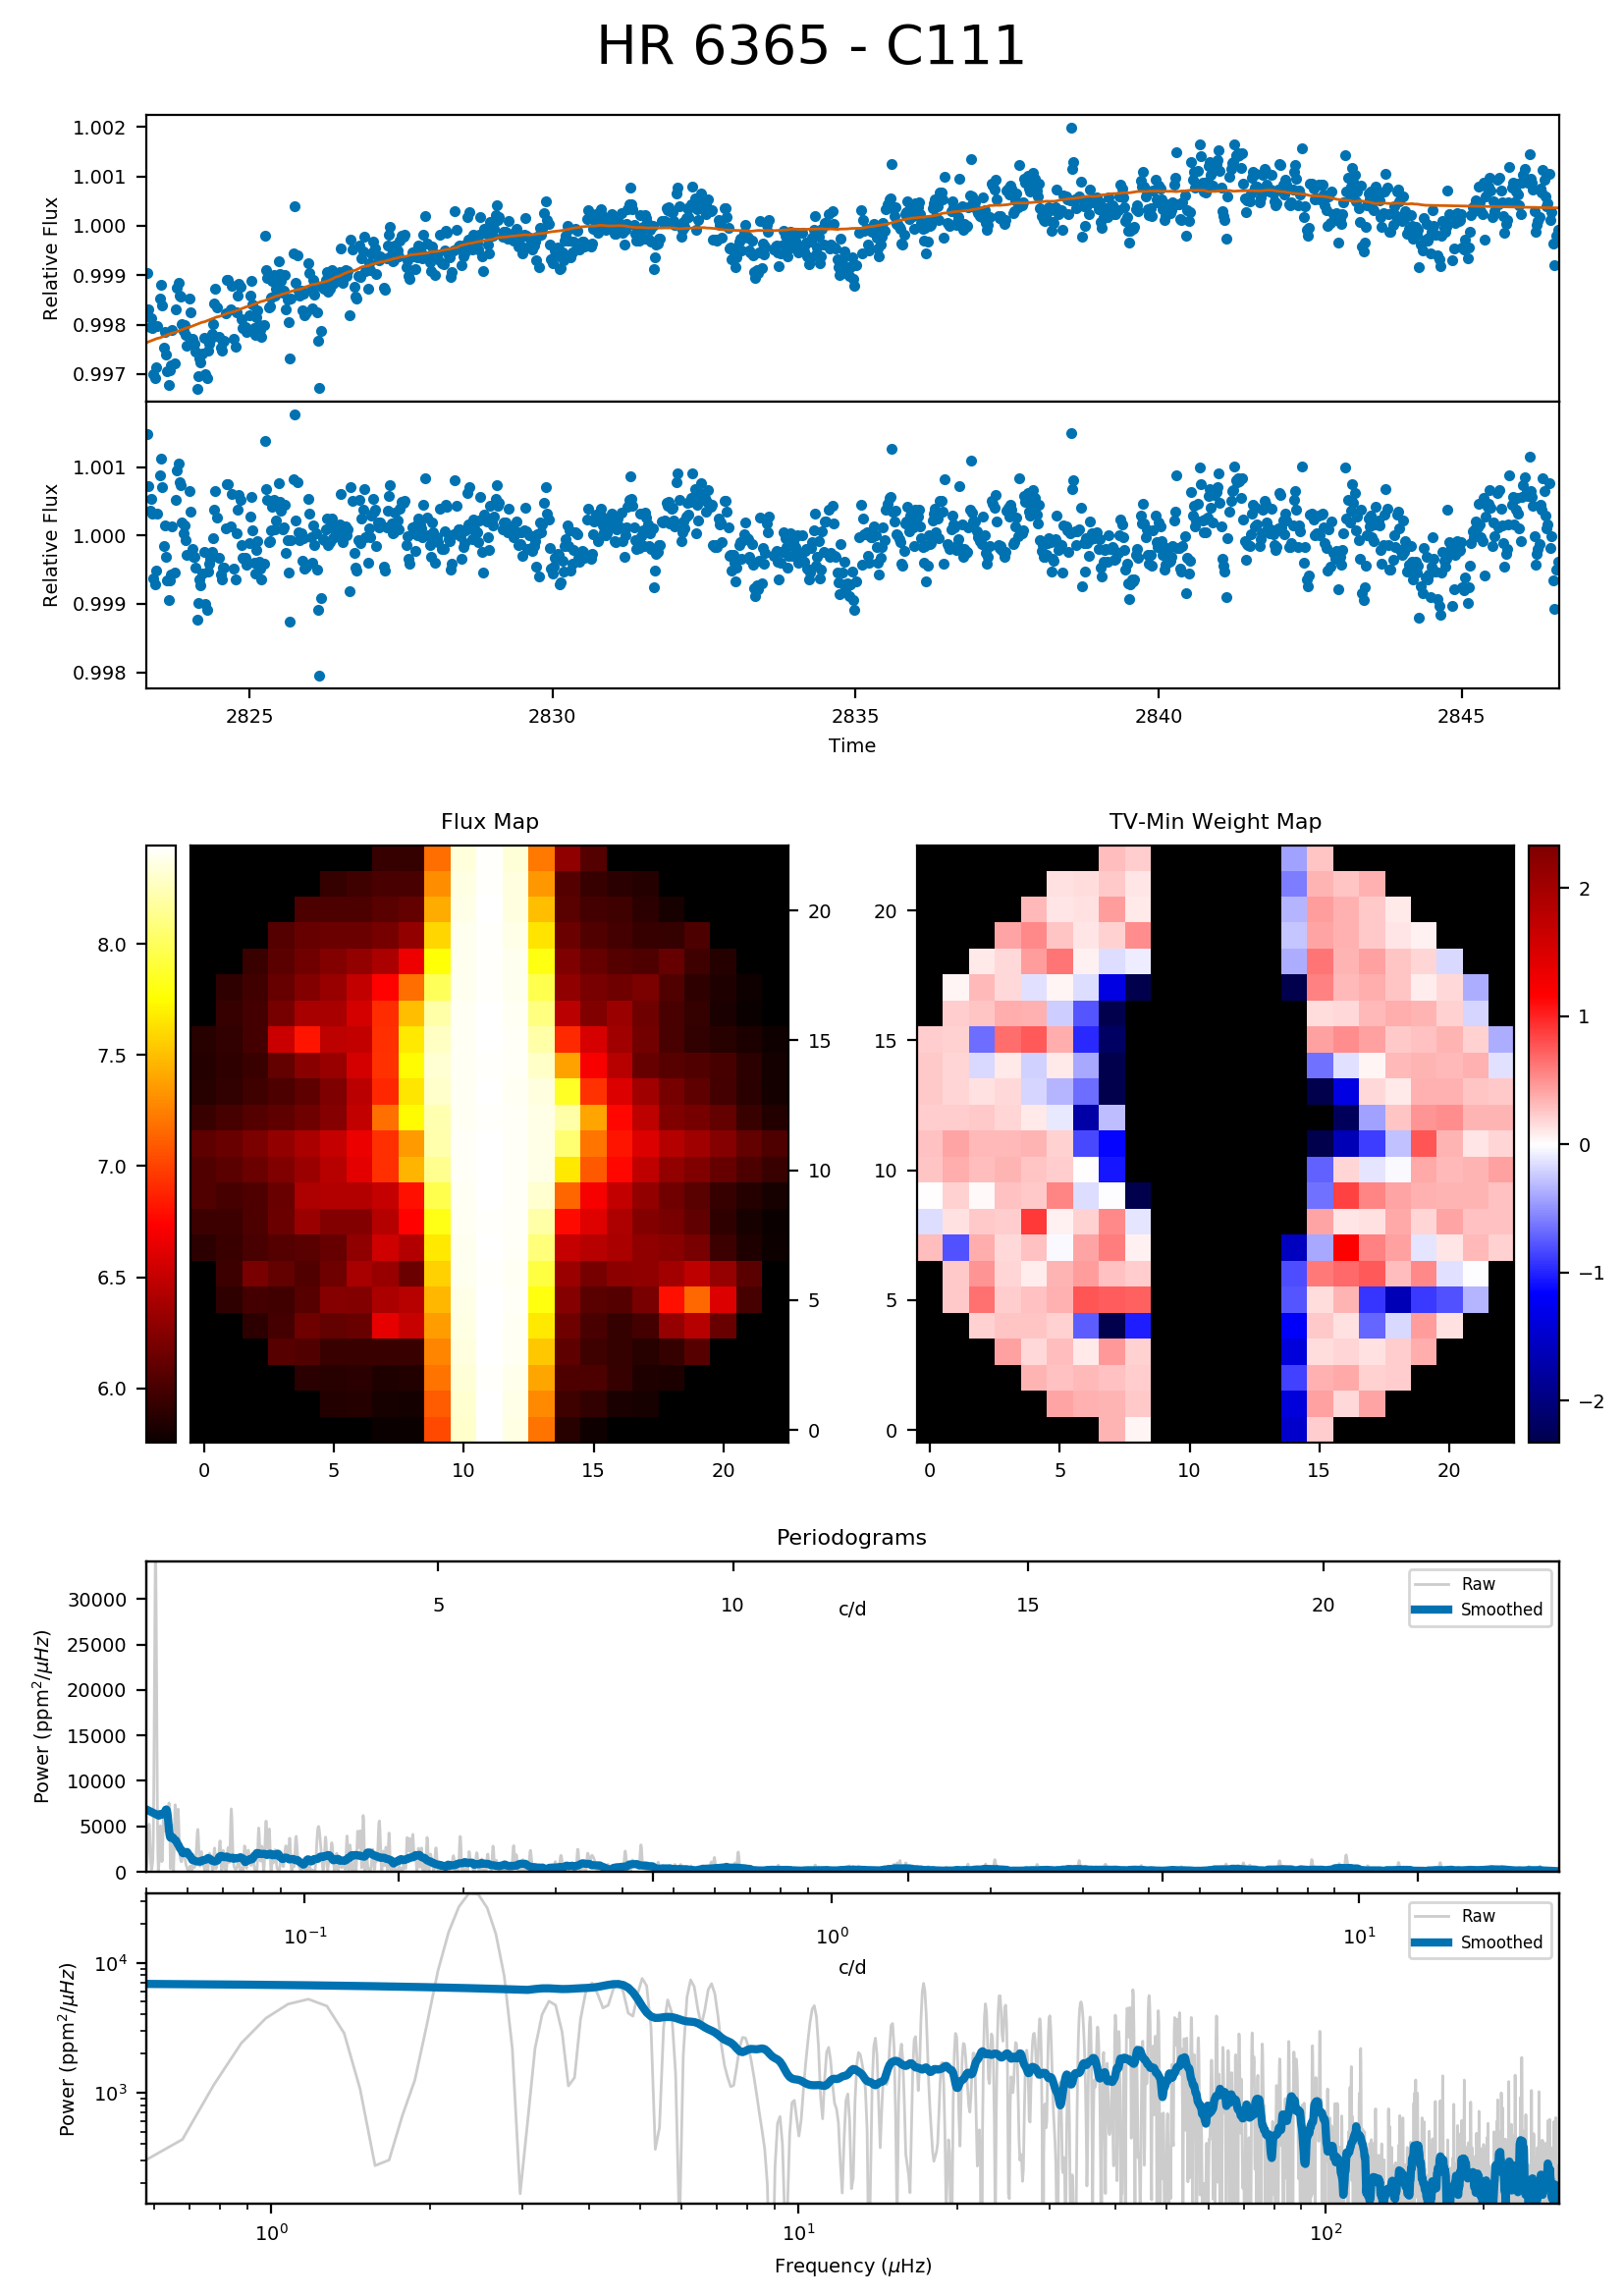 HR 6365 - C111
1.002
1.001
1.000
0.999
0.998
0.997
Relative Flux
1.001
1.000
0.999
0.998
Relative Flux
2825 2830 2835 2840 2845
Time
Flux Map TV-Min Weight Map
8.0
7.5
7.0
6.5
6.0
20
15
10
5
0
0 5 10 15 20
20
15
10
5
0
0 5 10 15 20
2
1
0
−1
−2
Periodograms
30000
25000
20000
15000
10000
5000
0
Power (ppm²/μHz)
5 10 15 20
c/d
Raw
Smoothed
10⁻¹ 10⁰ 10¹
c/d
Raw
Smoothed
10⁴
10³
Power (ppm²/μHz)
10⁰ 10¹ 10²
Frequency (μHz)